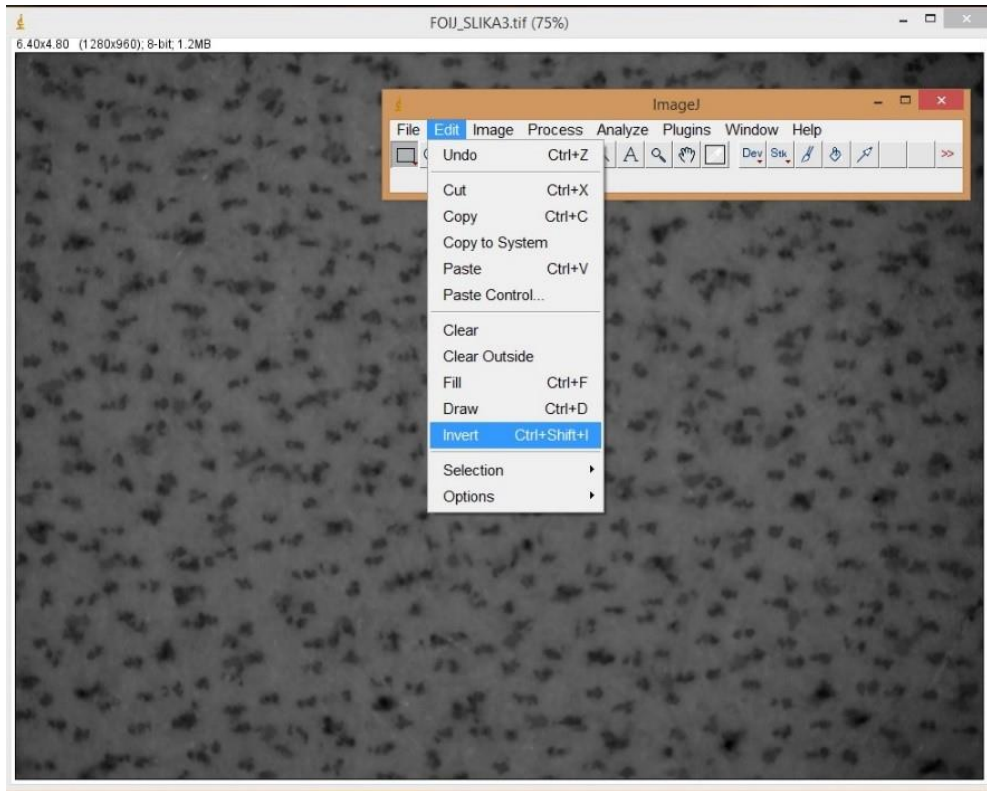 FOIJ_SLIKA3.tif (75%)
6.40x4.80 (1280x960); 8-bit; 1.2MB
ImageJ
File Edit Image Process Analyze Plugins Window Help
A Dev Stk >>
Undo Ctrl+Z
Cut Ctrl+X
Copy Ctrl+C
Copy to System
Paste Ctrl+V
Paste Control...
Clear
Clear Outside
Fill Ctrl+F
Draw Ctrl+D
Invert Ctrl+Shift+I
Selection
Options